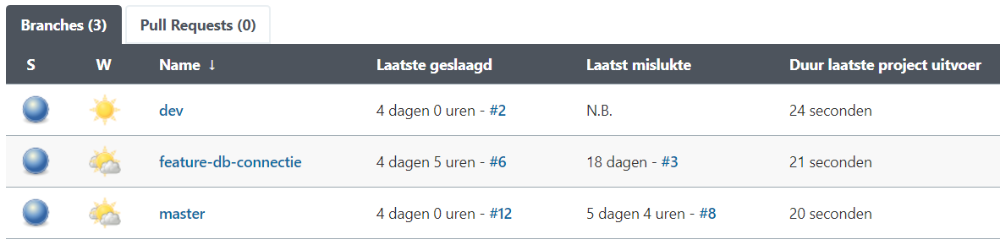 Branches (3) Pull Requests (0)
S W Name ↓ Laatste geslaagd Laatst mislukte Duur laatste project uitvoer
dev 4 dagen 0 uren - #2 N.B. 24 seconden
feature-db-connectie 4 dagen 5 uren - #6 18 dagen - #3 21 seconden
master 4 dagen 0 uren - #12 5 dagen 4 uren - #8 20 seconden